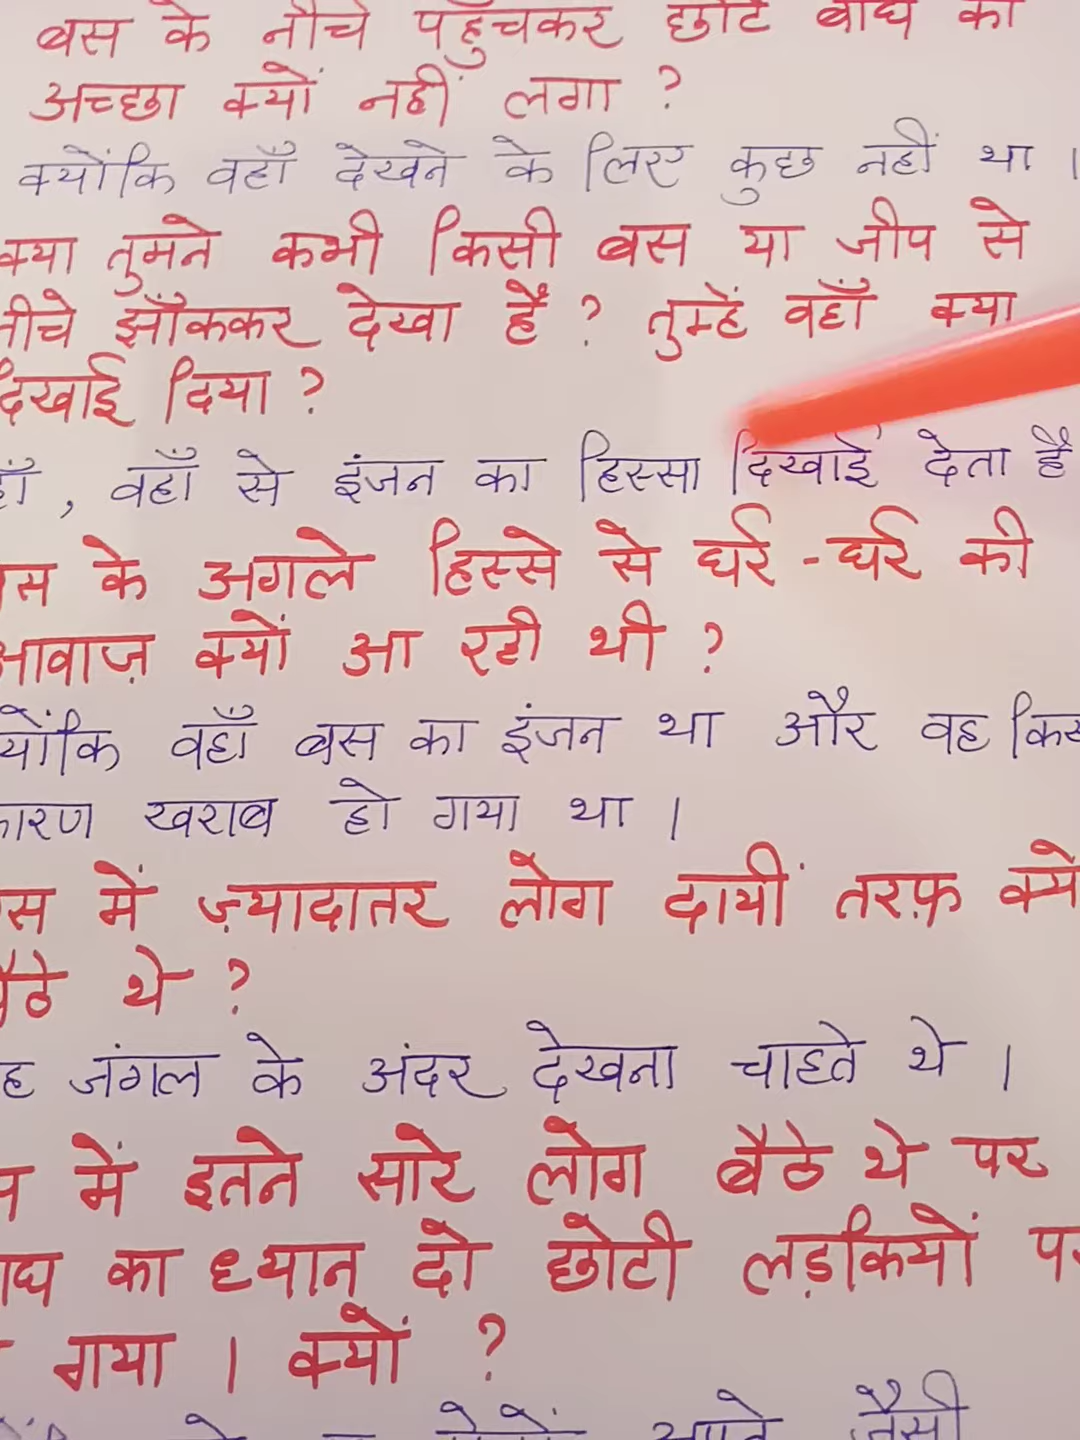 बस के नीचे पहुँचकर छोटे बाघ को
अच्छा क्यों नहीं लगा ?
क्योंकि वहाँ देखने के लिए कुछ नहीं था ।
क्या तुमने कभी किसी बस या जीप से
नीचे झाँककर देखा है ? तुम्हें वहाँ क्या
दिखाई दिया ?
हाँ , वहाँ से इंजन का हिस्सा दिखाई देता है
के अगले हिस्से से घर्र - घर्र की
आवाज़ क्यों आ रही थी ?
क्योंकि वहाँ बस का इंजन था और वह
कारण खराब हो गया था ।
में ज़्यादातर लोग दायीं तरफ़ क्यों
बैठे थे ?
जंगल के अंदर देखना चाहते थे ।
में इतने सारे लोग बैठे थे पर
बाघ का ध्यान दो छोटी लड़कियों पर
गया । क्यों ?
जैसी